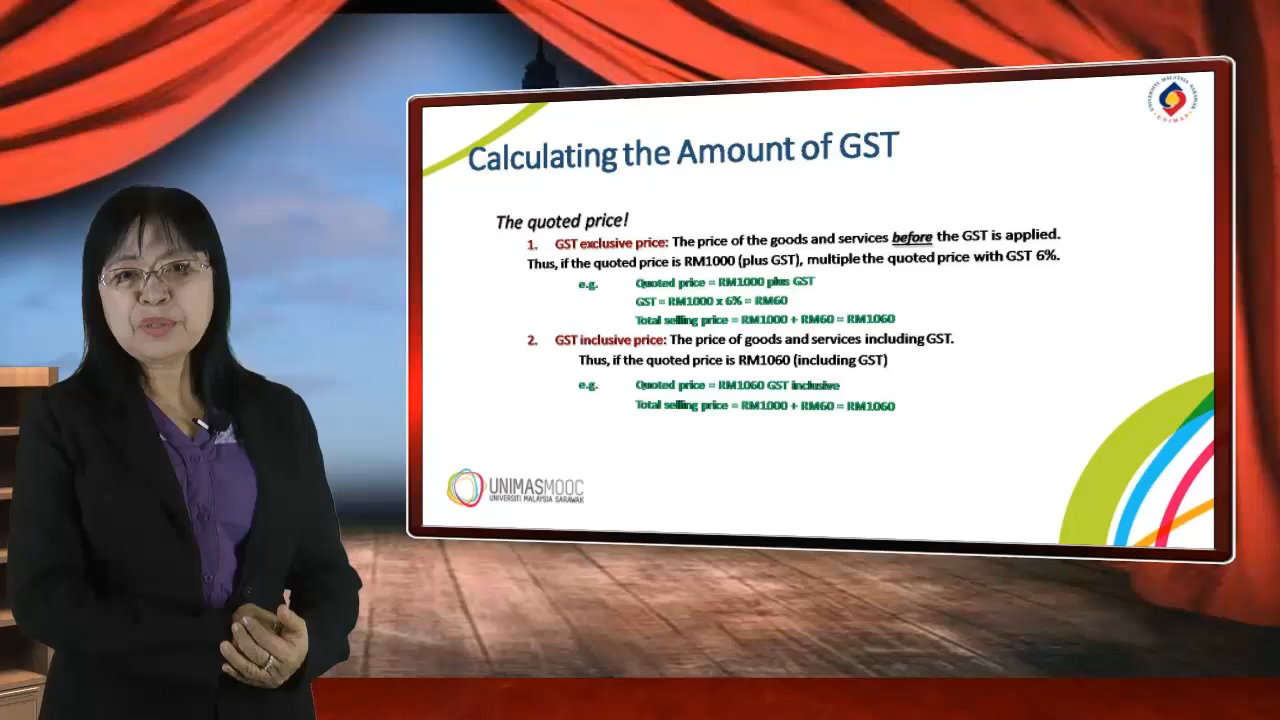 UNIVERSITI MALAYSIA SARAWAK
UNIMAS
Calculating the Amount of GST
The quoted price!
1. GST exclusive price: The price of the goods and services before the GST is applied.
Thus, if the quoted price is RM1000 (plus GST), multiple the quoted price with GST 6%.
e.g. Quoted price = RM1000 plus GST
GST = RM1000 x 6% = RM60
Total selling price = RM1000 + RM60 = RM1060
2. GST inclusive price: The price of goods and services including GST.
Thus, if the quoted price is RM1060 (including GST)
e.g. Quoted price = RM1060 GST inclusive
Total selling price = RM1000 + RM60 = RM1060
UNIMASMOOC
UNIVERSITI MALAYSIA SARAWAK